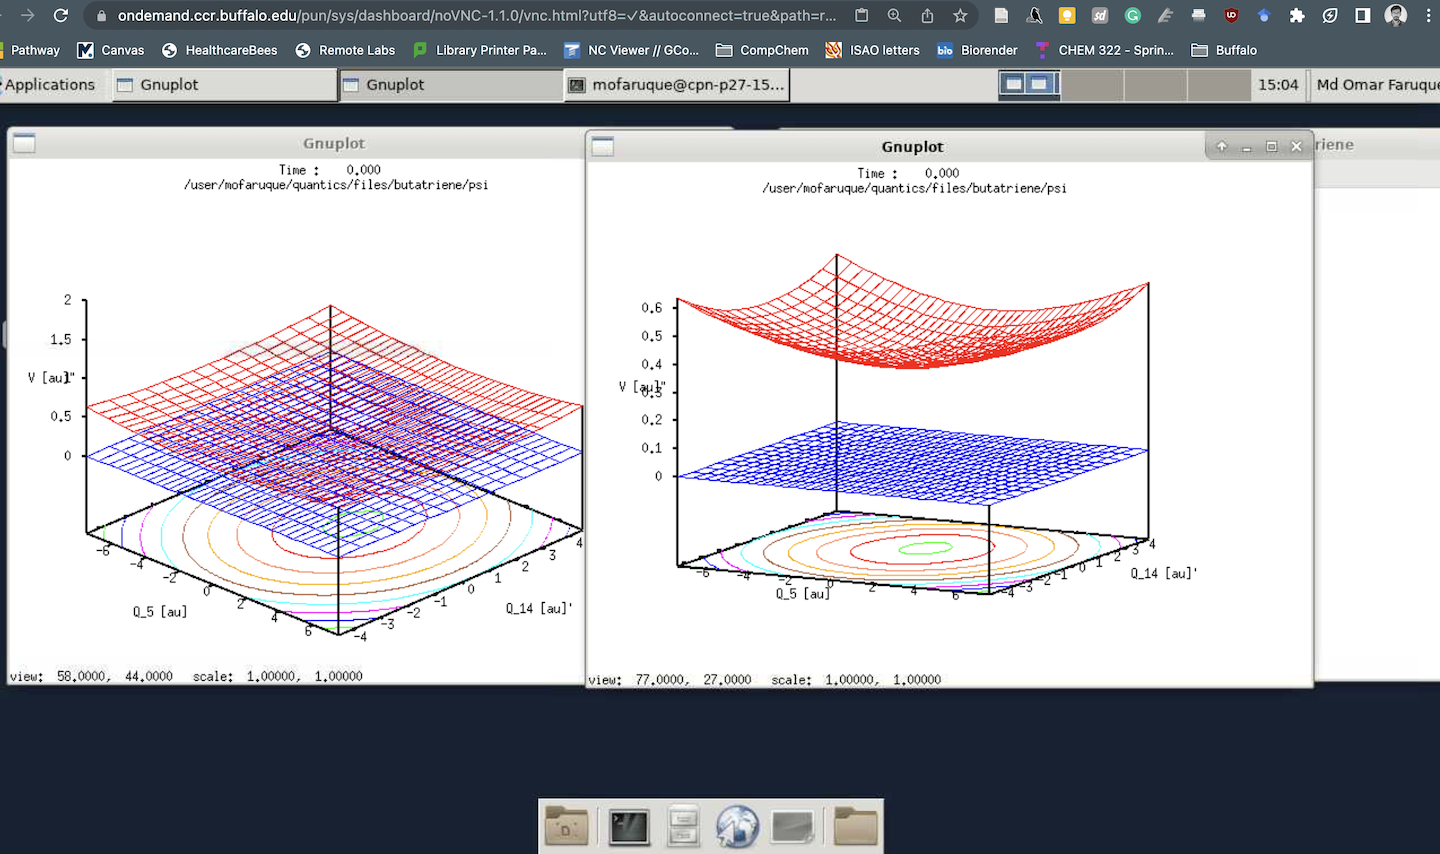 ondemand.ccr.buffalo.edu/pun/sys/dashboard/noVNC-1.1.0/vnc.html?utf8=✓&autoconnect=true&path=r...
Pathway Canvas HealthcareBees Remote Labs Library Printer Pa... NC Viewer // GCo... CompChem ISAO letters bio Biorender CHEM 322 - Sprin... Buffalo
Applications Gnuplot Gnuplot mofaruque@cpn-p27-15... 15:04 Md Omar Faruque
Gnuplot
Time : 0.000
/user/mofaruque/quantics/files/butatriene/psi
2
1.5
V [au]"
0.5
0
-6 -4 -2 0 2 4 6
Q_5 [au]
-4 -3 -2 -1 0 1 2 3 4
Q_14 [au]'
view: 58.0000, 44.0000 scale: 1.00000, 1.00000
Gnuplot
riene
Time : 0.000
/user/mofaruque/quantics/files/butatriene/psi
0.6
0.5
0.4
V [au]"
0.3
0.2
0.1
0
-6 -4 -2 0 2 4 6
Q_5 [au]
-4 -3 -2 -1 0 1 2 3 4
Q_14 [au]'
view: 77.0000, 27.0000 scale: 1.00000, 1.00000